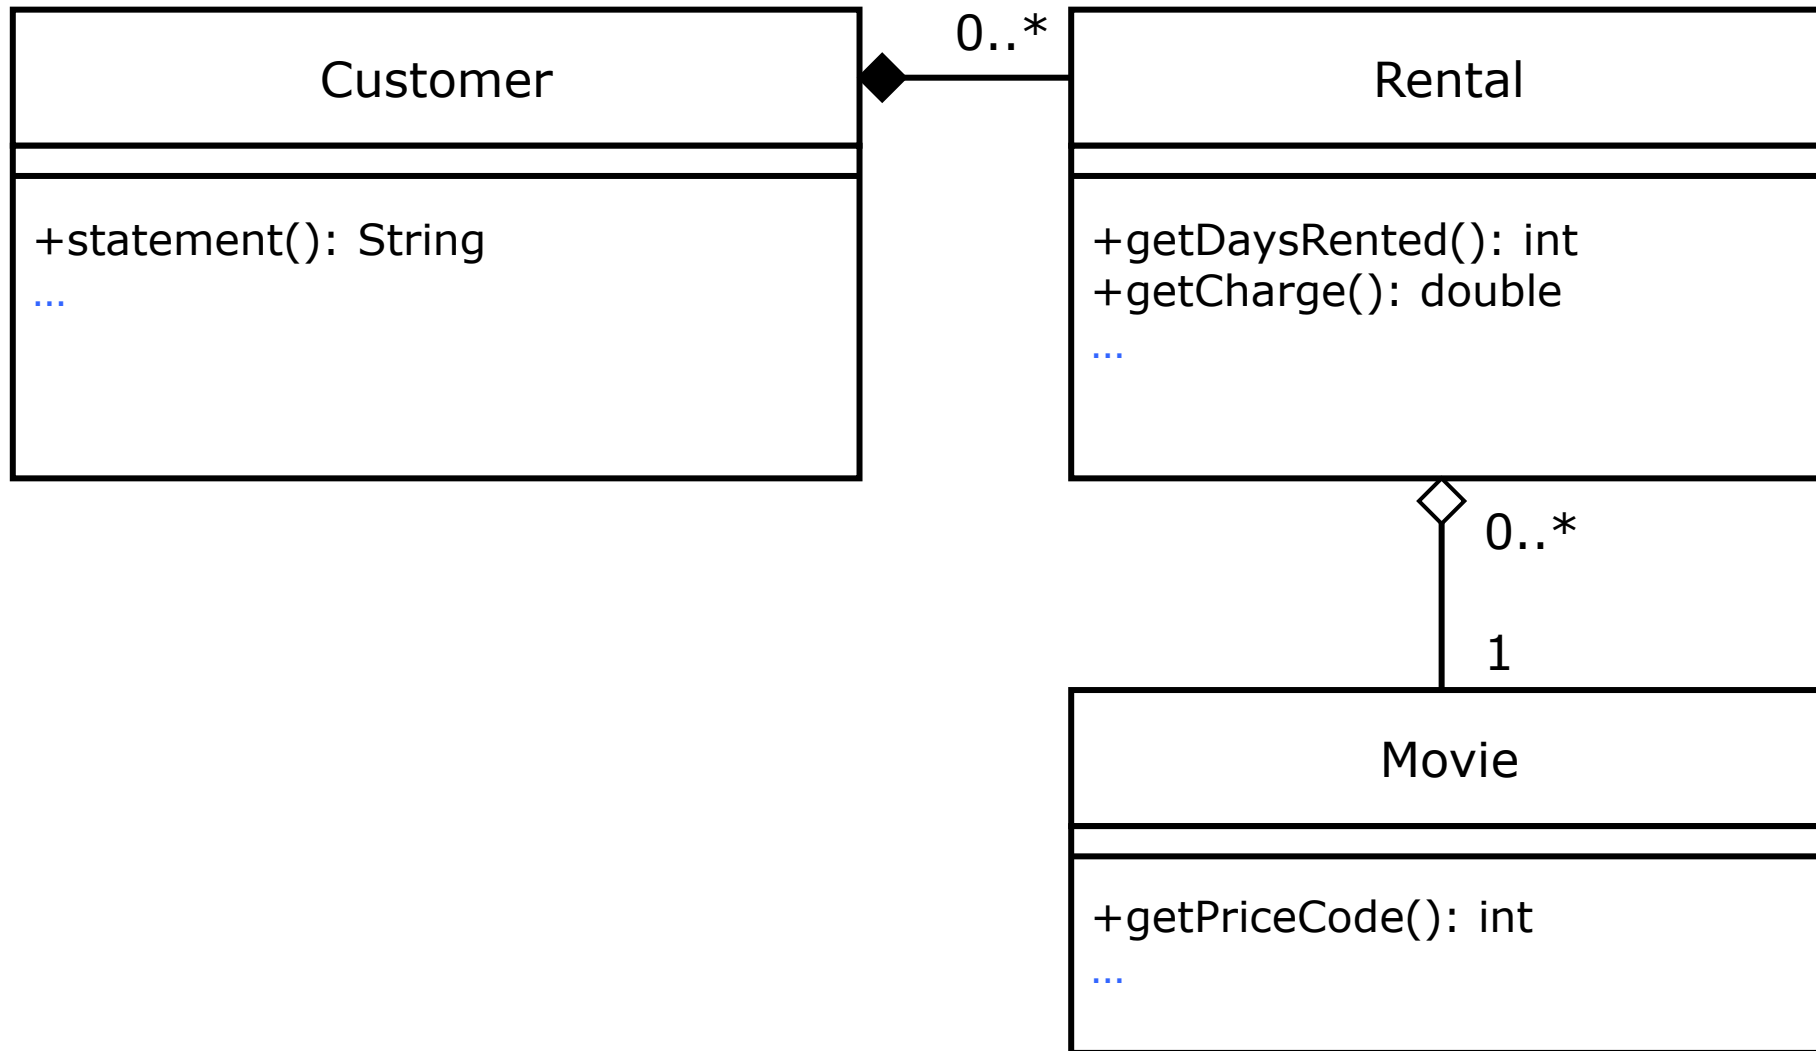 Customer
0..*
Rental
+statement(): String
...
+getDaysRented(): int
+getCharge(): double
...
0..*
1
Movie
+getPriceCode(): int
...